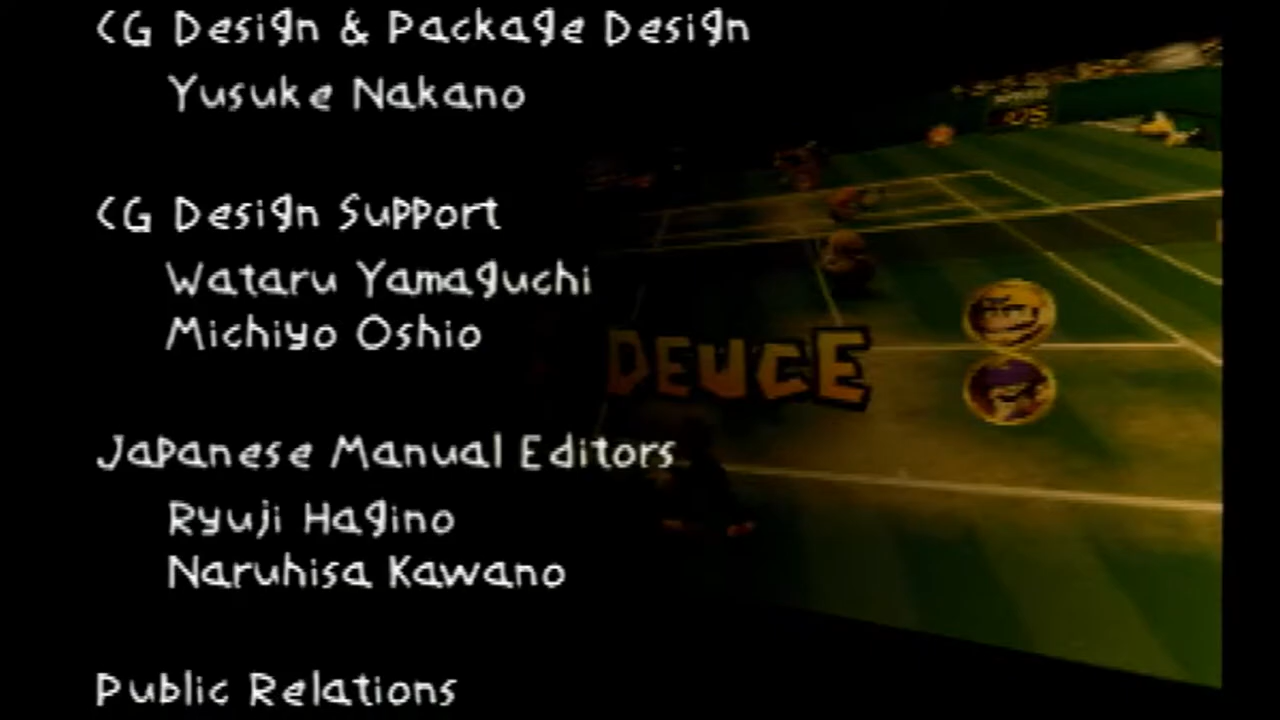 CG Design & Package Design
Yusuke Nakano
CG Design Support
Wataru Yamaguchi
Michiyo Oshio
DEUCE
Japanese Manual Editors
Ryuji Hagino
Naruhisa Kawano
Public Relations